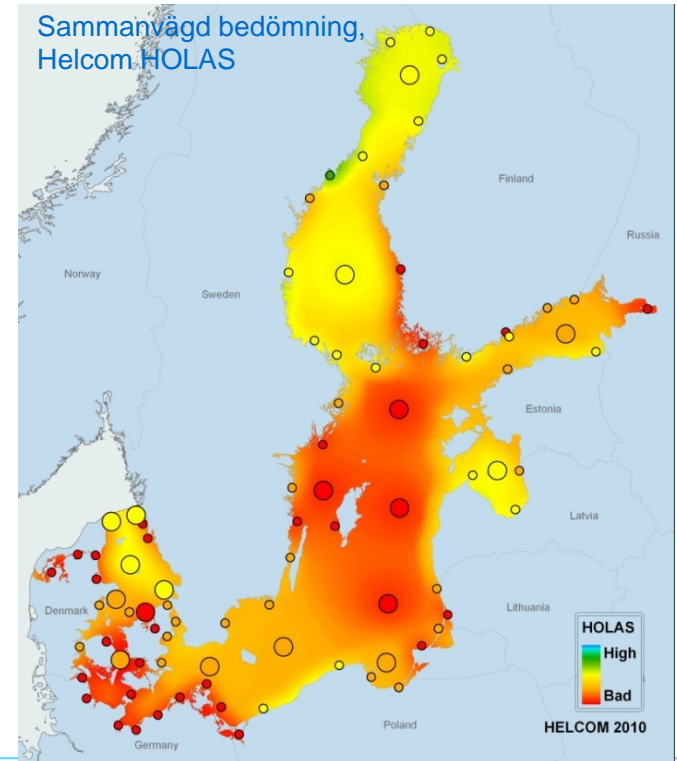 Sammanvägd bedömning,
Helcom HOLAS
Finland
Russia
Norway
Sweden
Estonia
Latvia
Denmark
Lithuania
HOLAS
High
Bad
HELCOM 2010
Poland
Germany